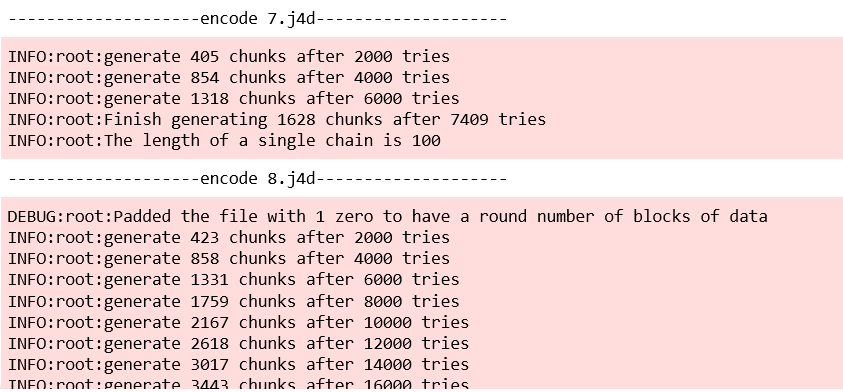 --------------------encode 7.j4d--------------------
INFO:root:generate 405 chunks after 2000 tries
INFO:root:generate 854 chunks after 4000 tries
INFO:root:generate 1318 chunks after 6000 tries
INFO:root:Finish generating 1628 chunks after 7409 tries
INFO:root:The length of a single chain is 100
--------------------encode 8.j4d--------------------
DEBUG:root:Padded the file with 1 zero to have a round number of blocks of data
INFO:root:generate 423 chunks after 2000 tries
INFO:root:generate 858 chunks after 4000 tries
INFO:root:generate 1331 chunks after 6000 tries
INFO:root:generate 1759 chunks after 8000 tries
INFO:root:generate 2167 chunks after 10000 tries
INFO:root:generate 2618 chunks after 12000 tries
INFO:root:generate 3017 chunks after 14000 tries
INFO:root:generate 3443 chunks after 16000 tries